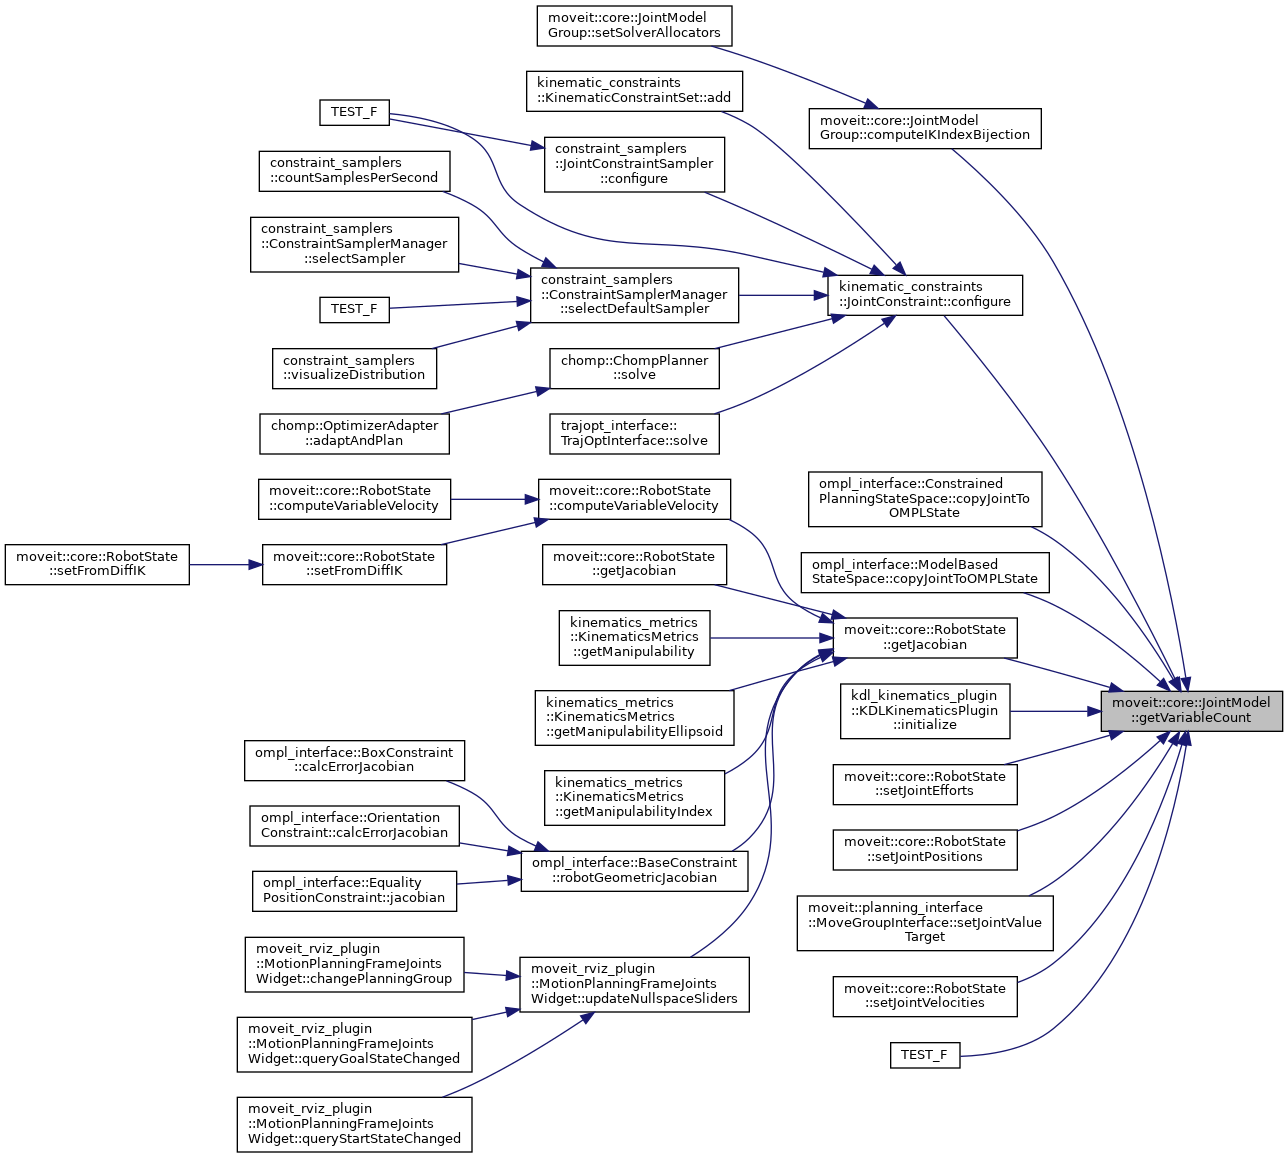 moveit::core::JointModel
Group::setSolverAllocators
kinematic_constraints
::KinematicConstraintSet::add
TEST_F
moveit::core::JointModel
Group::computeIKIndexBijection
constraint_samplers
::JointConstraintSampler
::configure
constraint_samplers
::countSamplesPerSecond
constraint_samplers
::ConstraintSamplerManager
::selectSampler
constraint_samplers
::ConstraintSamplerManager
::selectDefaultSampler
kinematic_constraints
::JointConstraint::configure
TEST_F
constraint_samplers
::visualizeDistribution
chomp::ChompPlanner
::solve
chomp::OptimizerAdapter
::adaptAndPlan
trajopt_interface::
TrajOptInterface::solve
moveit::core::RobotState
::computeVariableVelocity
moveit::core::RobotState
::computeVariableVelocity
ompl_interface::Constrained
PlanningStateSpace::copyJointTo
OMPLState
moveit::core::RobotState
::setFromDiffIK
moveit::core::RobotState
::setFromDiffIK
moveit::core::RobotState
::getJacobian
ompl_interface::ModelBased
StateSpace::copyJointToOMPLState
kinematics_metrics
::KinematicsMetrics
::getManipulability
moveit::core::RobotState
::getJacobian
kinematics_metrics
::KinematicsMetrics
::getManipulabilityEllipsoid
kdl_kinematics_plugin
::KDLKinematicsPlugin
::initialize
moveit::core::JointModel
::getVariableCount
ompl_interface::BoxConstraint
::calcErrorJacobian
kinematics_metrics
::KinematicsMetrics
::getManipulabilityIndex
moveit::core::RobotState
::setJointEfforts
ompl_interface::Orientation
Constraint::calcErrorJacobian
moveit::core::RobotState
::setJointPositions
ompl_interface::BaseConstraint
::robotGeometricJacobian
ompl_interface::Equality
PositionConstraint::jacobian
moveit::planning_interface
::MoveGroupInterface::setJointValue
Target
moveit_rviz_plugin
::MotionPlanningFrameJoints
Widget::changePlanningGroup
moveit_rviz_plugin
::MotionPlanningFrameJoints
Widget::updateNullspaceSliders
moveit::core::RobotState
::setJointVelocities
moveit_rviz_plugin
::MotionPlanningFrameJoints
Widget::queryGoalStateChanged
TEST_F
moveit_rviz_plugin
::MotionPlanningFrameJoints
Widget::queryStartStateChanged